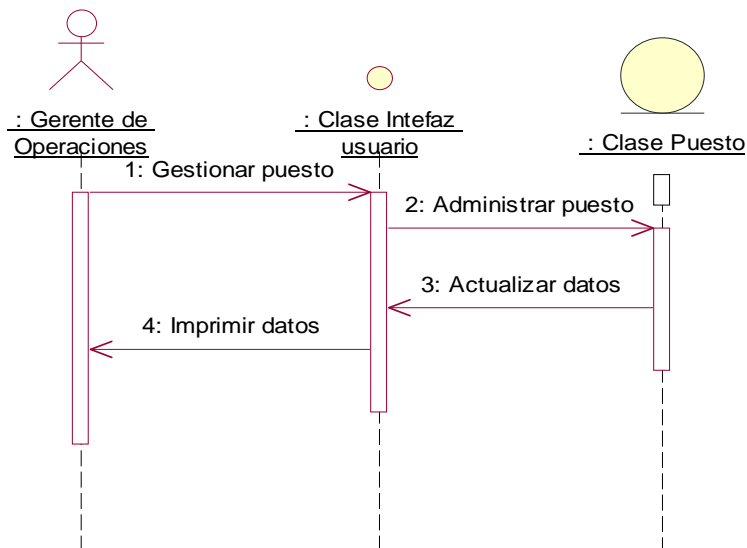 : Gerente de
Operaciones
: Clase Intefaz
usuario
: Clase Puesto
1: Gestionar puesto
2: Administrar puesto
3: Actualizar datos
4: Imprimir datos